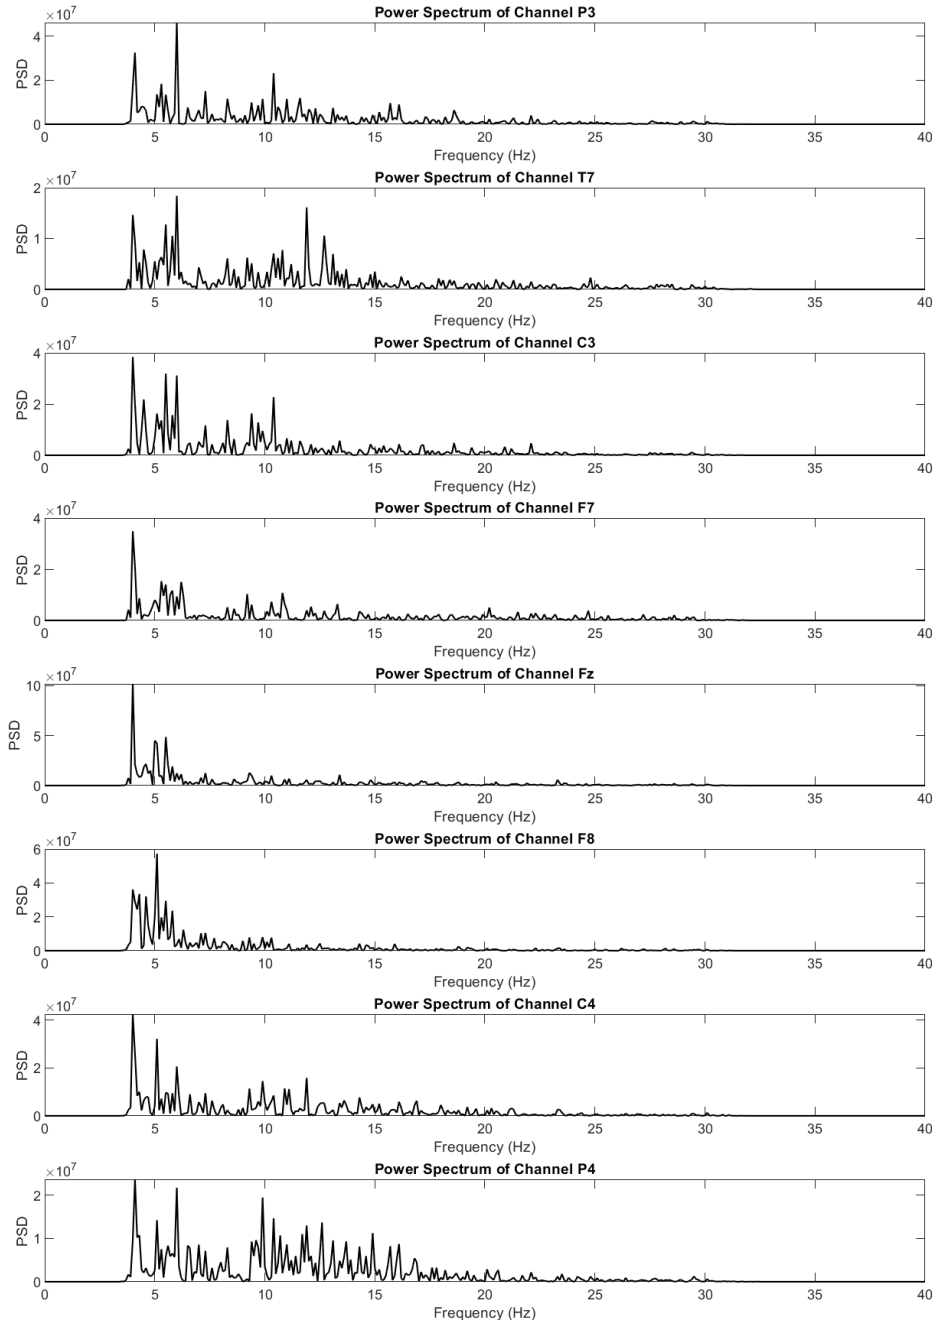 Power Spectrum of Channel P3
×10⁷
4
2
0
PSD
0 5 10 15 20 25 30 35 40
Frequency (Hz)
Power Spectrum of Channel T7
×10⁷
2
1
0
PSD
0 5 10 15 20 25 30 35 40
Frequency (Hz)
Power Spectrum of Channel C3
×10⁷
4
2
0
PSD
0 5 10 15 20 25 30 35 40
Frequency (Hz)
Power Spectrum of Channel F7
×10⁷
4
2
0
PSD
0 5 10 15 20 25 30 35 40
Frequency (Hz)
Power Spectrum of Channel Fz
×10⁷
10
5
0
PSD
0 5 10 15 20 25 30 35 40
Frequency (Hz)
Power Spectrum of Channel F8
×10⁷
6
4
2
0
PSD
0 5 10 15 20 25 30 35 40
Frequency (Hz)
Power Spectrum of Channel C4
×10⁷
4
2
0
PSD
0 5 10 15 20 25 30 35 40
Frequency (Hz)
Power Spectrum of Channel P4
×10⁷
2
1
0
PSD
0 5 10 15 20 25 30 35 40
Frequency (Hz)